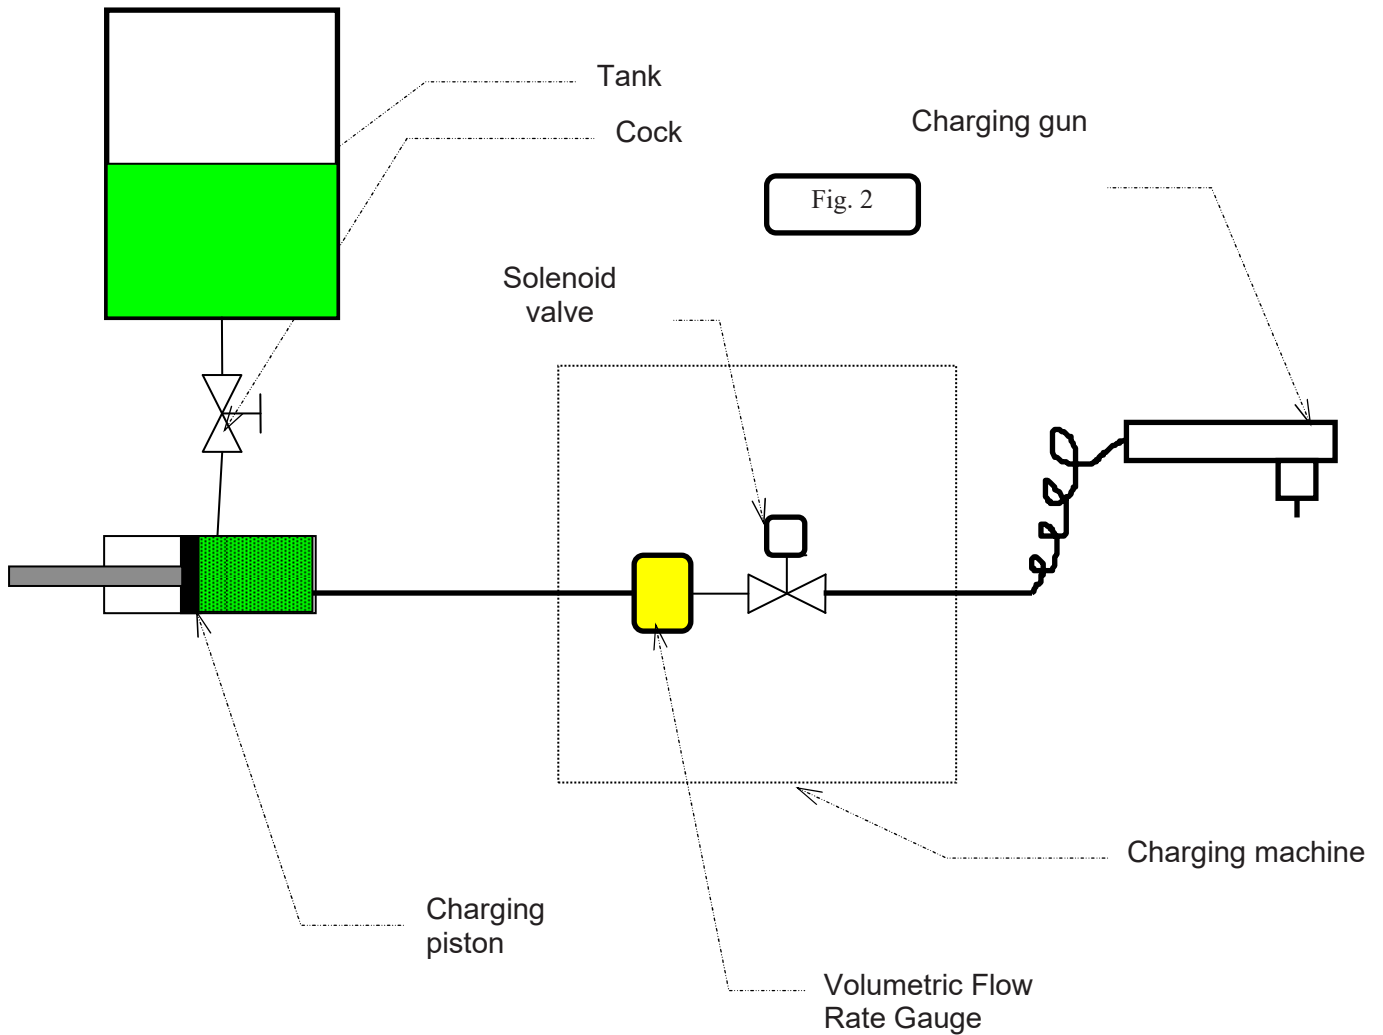 Tank
Cock
Charging gun
Fig. 2
Solenoid
valve
Charging machine
Charging
piston
Volumetric Flow
Rate Gauge